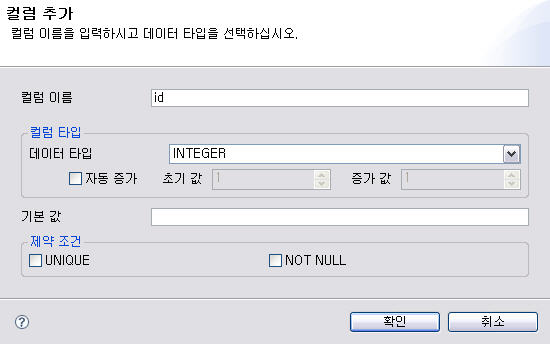 컬럼 추가
컬럼 이름을 입력하시고 데이터 타입을 선택하십시오.
컬럼 이름 id
컬럼 타입
데이터 타입 INTEGER
자동 증가 초기 값 1 증가 값 1
기본 값
제약 조건
UNIQUE NOT NULL
? 확인 취소